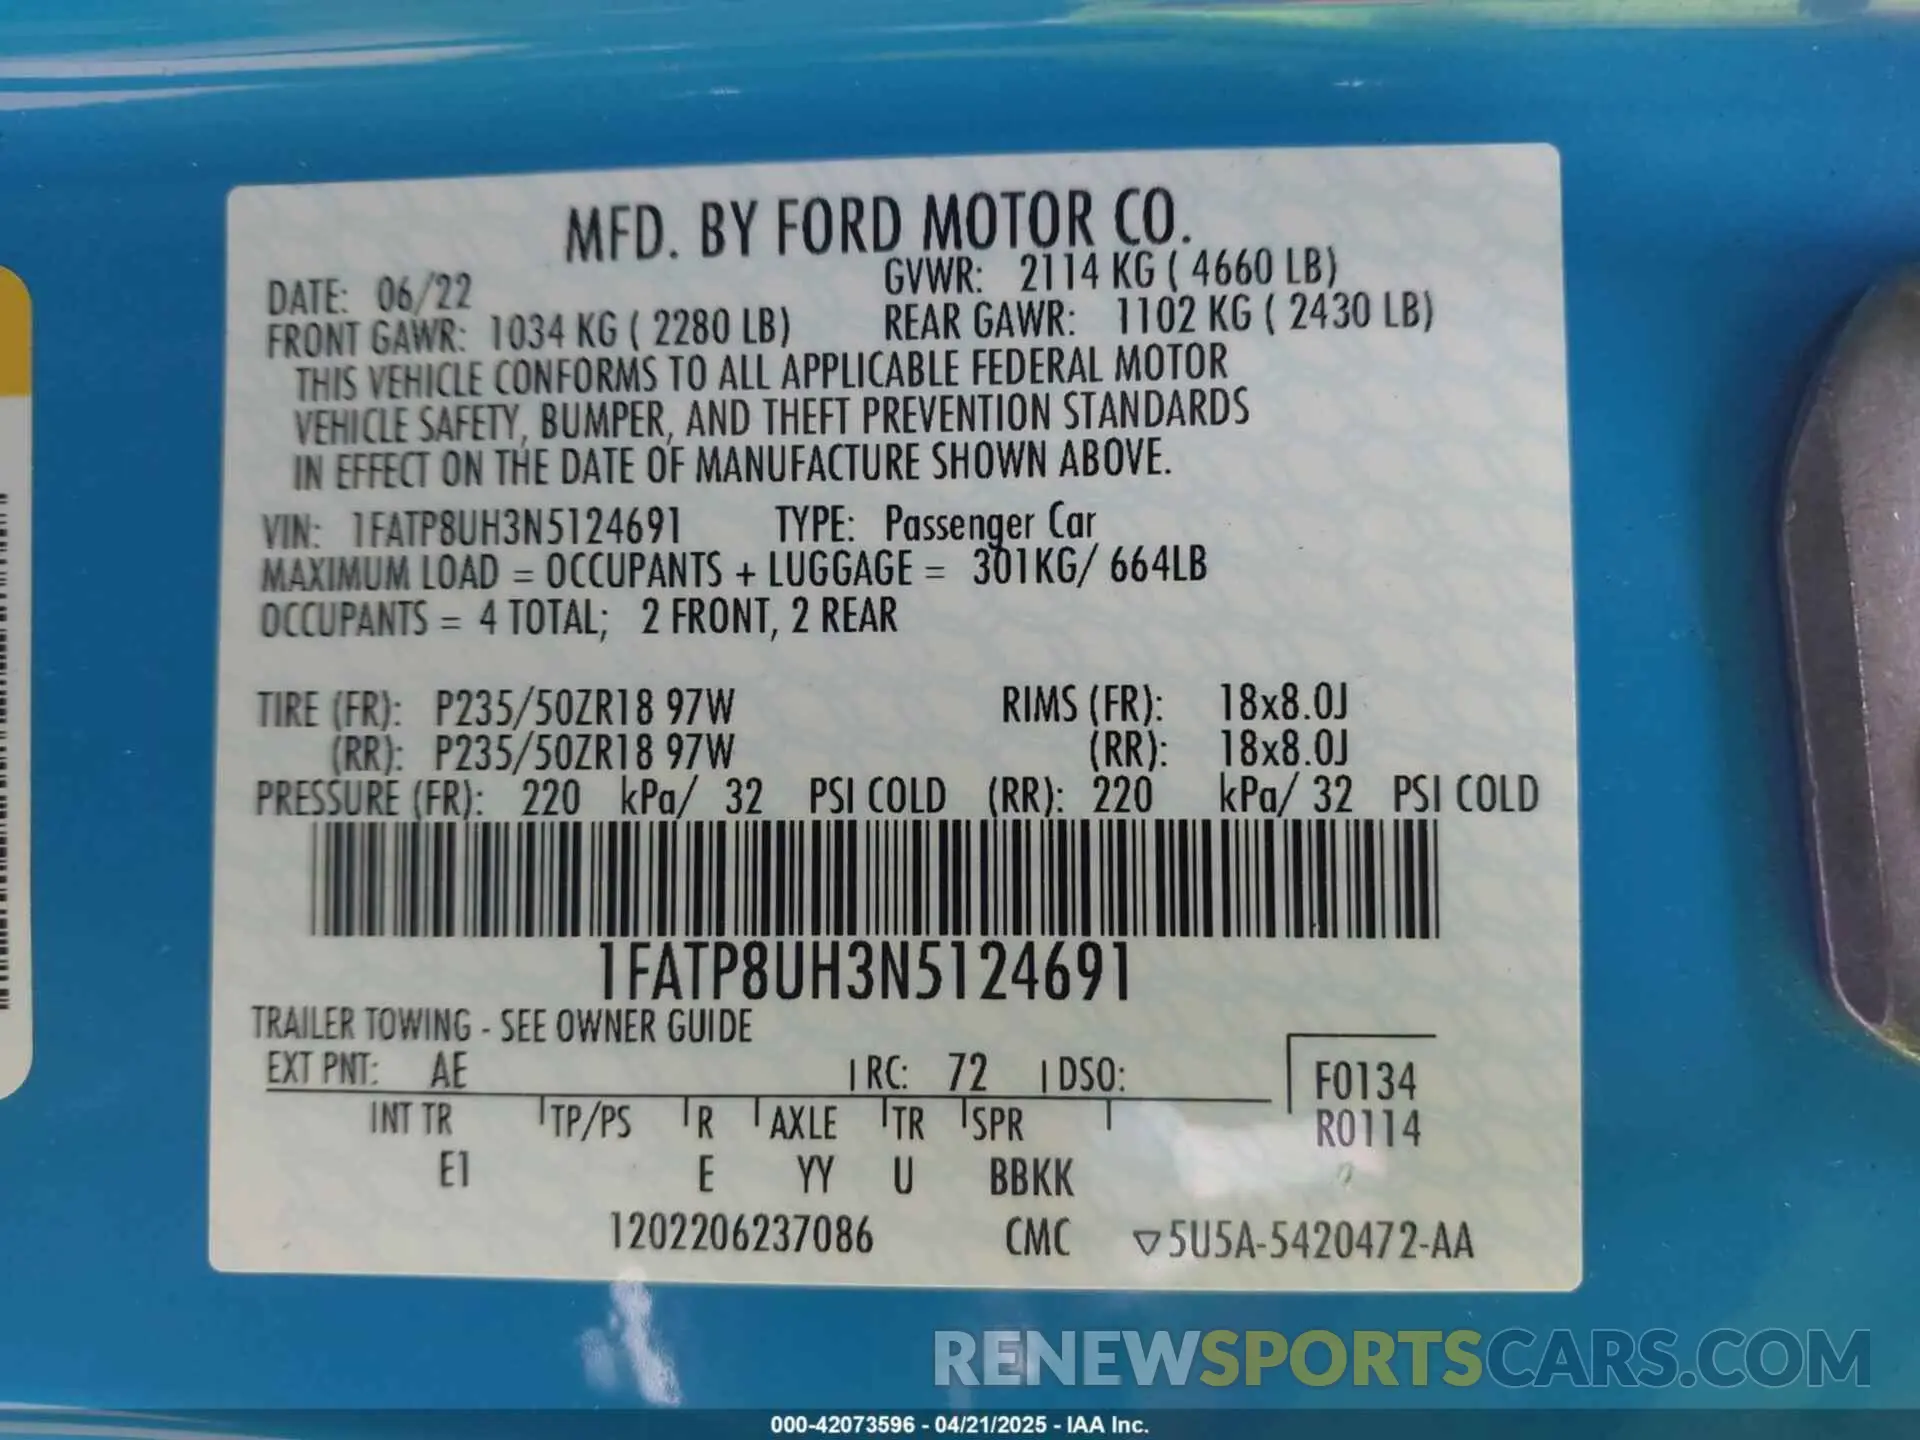 MFD. BY FORD MOTOR CO.
DATE: 06/22 GVWR: 2114 KG ( 4660 LB)
FRONT GAWR: 1034 KG ( 2280 LB) REAR GAWR: 1102 KG ( 2430 LB)
THIS VEHICLE CONFORMS TO ALL APPLICABLE FEDERAL MOTOR
VEHICLE SAFETY, BUMPER, AND THEFT PREVENTION STANDARDS
IN EFFECT ON THE DATE OF MANUFACTURE SHOWN ABOVE.
VIN: 1FATP8UH3N5124691 TYPE: Passenger Car
MAXIMUM LOAD = OCCUPANTS + LUGGAGE = 301KG/ 664LB
OCCUPANTS = 4 TOTAL; 2 FRONT, 2 REAR
TIRE (FR): P235/50ZR18 97W RIMS (FR): 18x8.0J
(RR): P235/50ZR18 97W (RR): 18x8.0J
PRESSURE (FR): 220 kPa/ 32 PSI COLD (RR): 220 kPa/ 32 PSI COLD
1FATP8UH3N5124691
TRAILER TOWING - SEE OWNER GUIDE
EXT PNT: AE RC: 72 DSO: F0134
INT TR TP/PS R AXLE TR SPR R0114
E1 E YY U BBKK
1202206237086 CMC ▽5U5A-5420472-AA
RENEWSPORTSCARS.COM
000-42073596 - 04/21/2025 - IAA Inc.